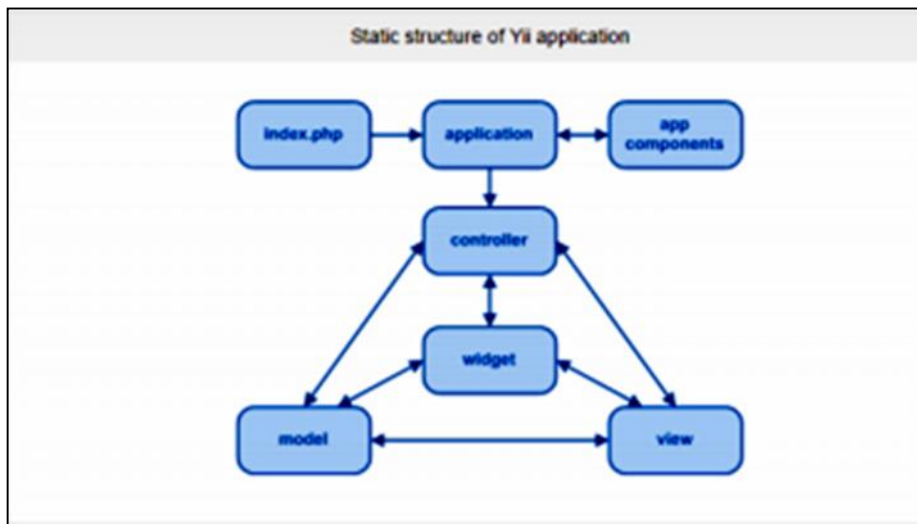 Static structure of Yii application
index.php
application
app
components
controller
widget
model
view